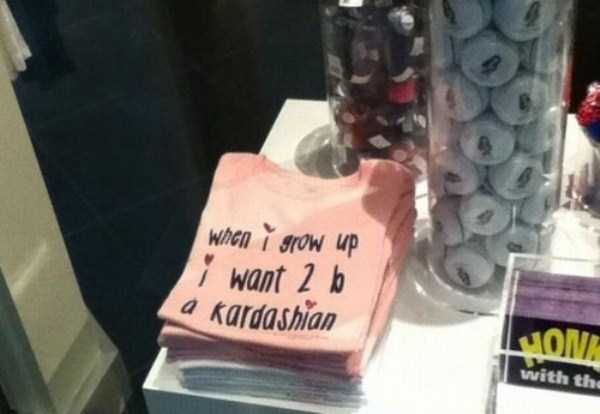 when i grow up
i want 2 b
a kardashian
HONK
with the